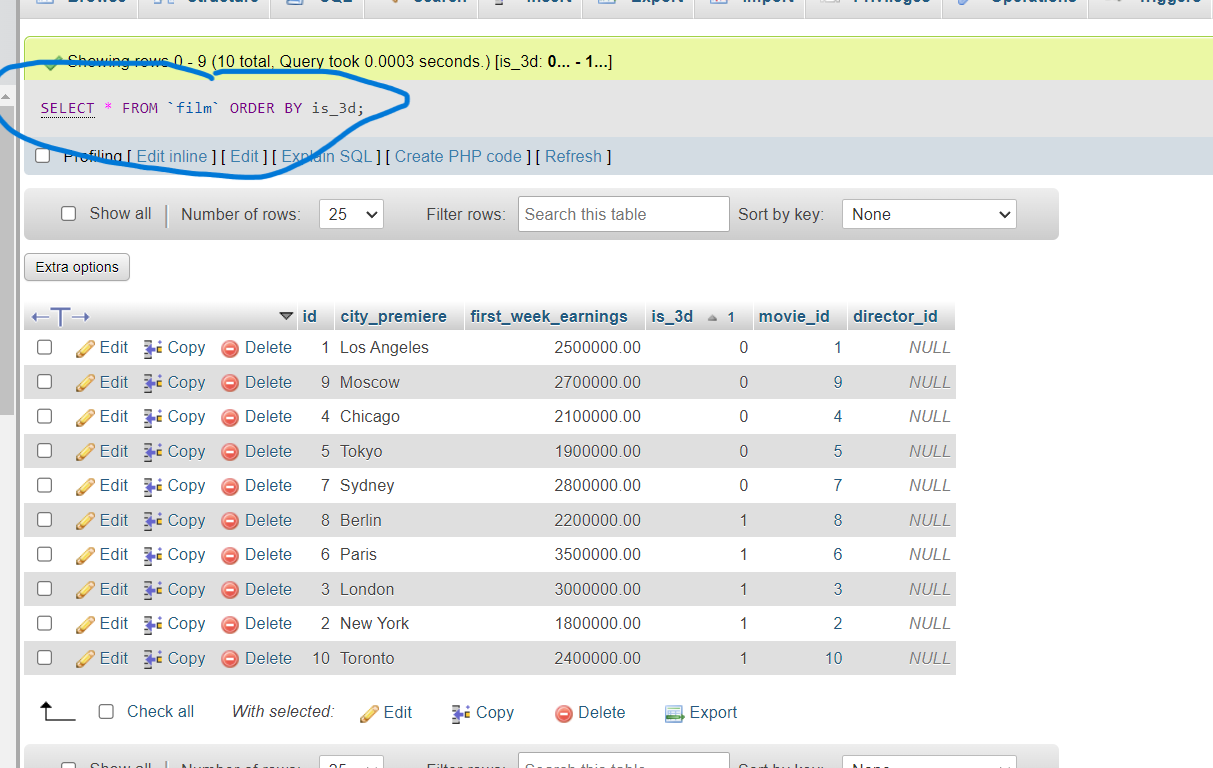 Browse Structure SQL Search Insert Export Import Privileges Operations Triggers
Showing rows 0 - 9 (10 total, Query took 0.0003 seconds.) [is_3d: 0... - 1...]
SELECT * FROM `film` ORDER BY is_3d;
Profiling [ Edit inline ] [ Edit ] [ Explain SQL ] [ Create PHP code ] [ Refresh ]
Show all Number of rows: 25 Filter rows: Search this table Sort by key: None
Extra options
←T→ id city_premiere first_week_earnings is_3d 1 movie_id director_id
Edit Copy Delete 1 Los Angeles 2500000.00 0 1 NULL
Edit Copy Delete 9 Moscow 2700000.00 0 9 NULL
Edit Copy Delete 4 Chicago 2100000.00 0 4 NULL
Edit Copy Delete 5 Tokyo 1900000.00 0 5 NULL
Edit Copy Delete 7 Sydney 2800000.00 0 7 NULL
Edit Copy Delete 8 Berlin 2200000.00 1 8 NULL
Edit Copy Delete 6 Paris 3500000.00 1 6 NULL
Edit Copy Delete 3 London 3000000.00 1 3 NULL
Edit Copy Delete 2 New York 1800000.00 1 2 NULL
Edit Copy Delete 10 Toronto 2400000.00 1 10 NULL
Check all With selected: Edit Copy Delete Export
Show all Number of rows: 25 Filter rows: Search this table Sort by key: None